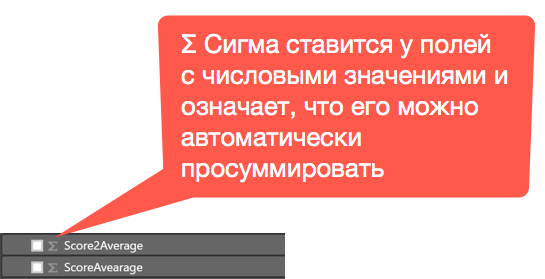 Σ Сигма ставится у полей
с числовыми значениями и
означает, что его можно
автоматически
просуммировать
Σ Score2Average
Σ ScoreAvearage